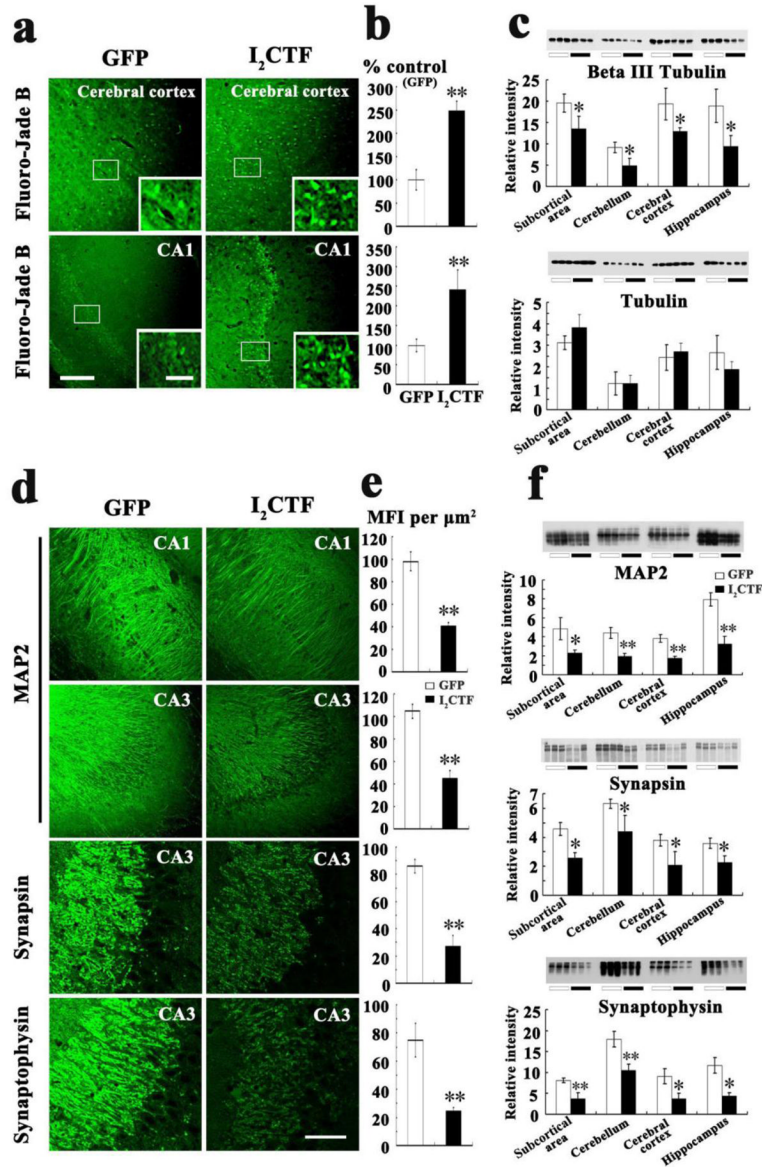 a
GFP
I₂CTF
Fluoro-Jade B
Cerebral cortex
Cerebral cortex
Fluoro-Jade B
CA1
CA1
b
% control
(GFP)
300
250
200
150
100
50
0
**
350
300
250
200
150
100
50
0
**
GFP I₂CTF
c
Beta III Tubulin
Relative intensity
25
20
15
10
5
0
* * * *
Subcortical area
Cerebellum
Cerebral cortex
Hippocampus
Tubulin
Relative intensity
5
4
3
2
1
0
Subcortical area
Cerebellum
Cerebral cortex
Hippocampus
d
GFP
I₂CTF
MAP2
CA1
CA1
CA3
CA3
Synapsin
CA3
CA3
Synaptophysin
CA3
CA3
e
MFI per μm²
120
100
80
60
40
20
0
**
GFP
I₂CTF
120
100
80
60
40
20
0
**
100
80
60
40
20
0
**
100
80
60
40
20
0
**
f
MAP2
GFP
I₂CTF
Relative intensity
10
8
6
4
2
0
* ** ** **
Subcortical area
Cerebellum
Cerebral cortex
Hippocampus
Synapsin
Relative intensity
8
6
4
2
0
* * * *
Subcortical area
Cerebellum
Cerebral cortex
Hippocampus
Synaptophysin
Relative intensity
25
20
15
10
5
0
** ** * *
Subcortical area
Cerebellum
Cerebral cortex
Hippocampus